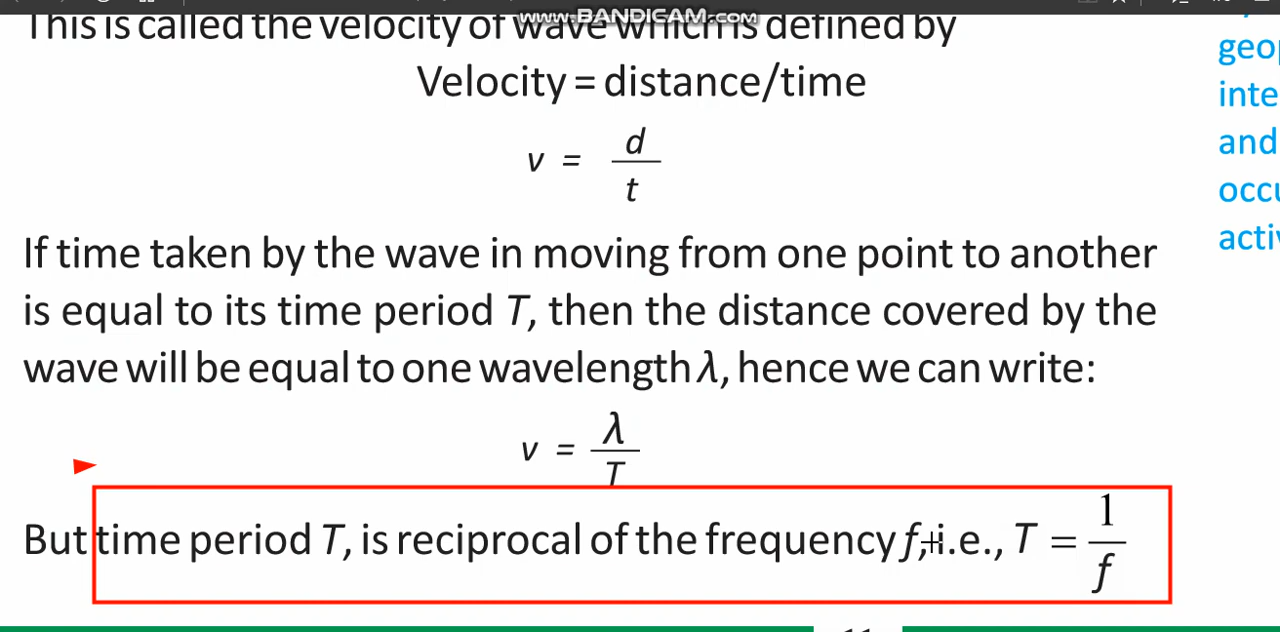 www.BANDICAM.com
This is called the velocity of wave which is defined by
Velocity = distance/time
v = d/t
If time taken by the wave in moving from one point to another
is equal to its time period T, then the distance covered by the
wave will be equal to one wavelength λ, hence we can write:
v = λ/T
But time period T, is reciprocal of the frequency f, i.e., T = 1/f
geo
inte
and
occu
activ